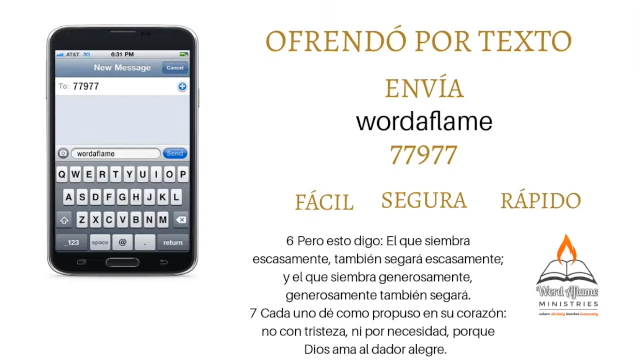 AT&T 3G 6:31 PM
New Message Cancel
To: 77977
wordaflame Send
Q W E R T Y U I O P
A S D F G H J K L
Z X C V B N M
.?123 space @ . return
OFRENDÓ POR TEXTO
ENVÍA
wordaflame
77977
FÁCIL SEGURA RÁPIDO
6 Pero esto digo: El que siembra
escasamente, también segará escasamente;
y el que siembra generosamente,
generosamente también segará.
7 Cada uno dé como propuso en su corazón:
no con tristeza, ni por necesidad, porque
Dios ama al dador alegre.
Word Aflame
MINISTRIES